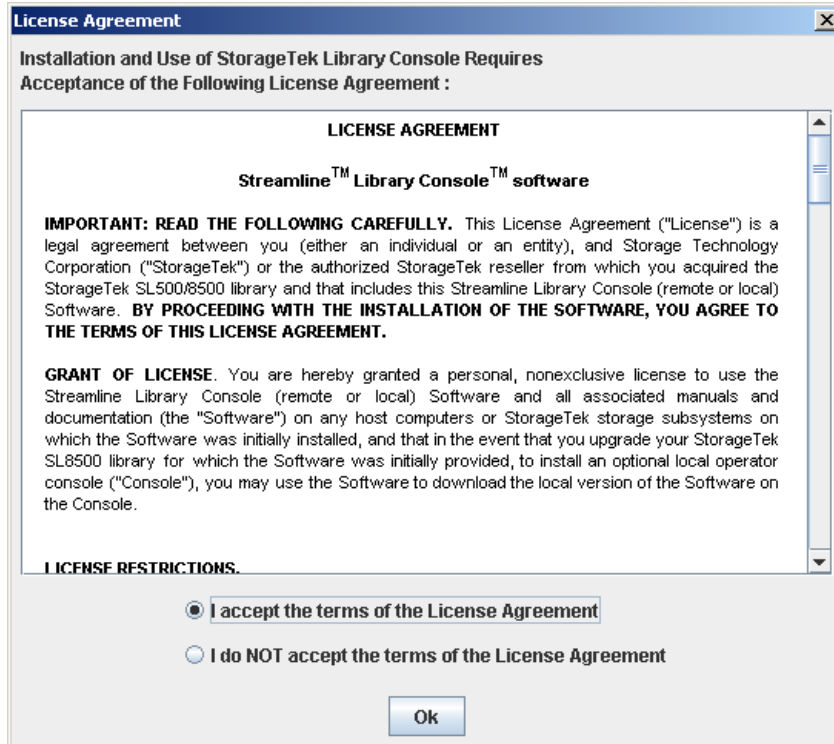 License Agreement
Installation and Use of StorageTek Library Console Requires
Acceptance of the Following License Agreement :
LICENSE AGREEMENT
Streamline™ Library Console™ software
IMPORTANT: READ THE FOLLOWING CAREFULLY. This License Agreement ("License") is a
legal agreement between you (either an individual or an entity), and Storage Technology
Corporation ("StorageTek") or the authorized StorageTek reseller from which you acquired the
StorageTek SL500/8500 library and that includes this Streamline Library Console (remote or local)
Software. BY PROCEEDING WITH THE INSTALLATION OF THE SOFTWARE, YOU AGREE TO
THE TERMS OF THIS LICENSE AGREEMENT.
GRANT OF LICENSE. You are hereby granted a personal, nonexclusive license to use the
Streamline Library Console (remote or local) Software and all associated manuals and
documentation (the "Software") on any host computers or StorageTek storage subsystems on
which the Software was initially installed, and that in the event that you upgrade your StorageTek
SL8500 library for which the Software was initially provided, to install an optional local operator
console ("Console"), you may use the Software to download the local version of the Software on
the Console.
LICENSE RESTRICTIONS.
I accept the terms of the License Agreement
I do NOT accept the terms of the License Agreement
Ok